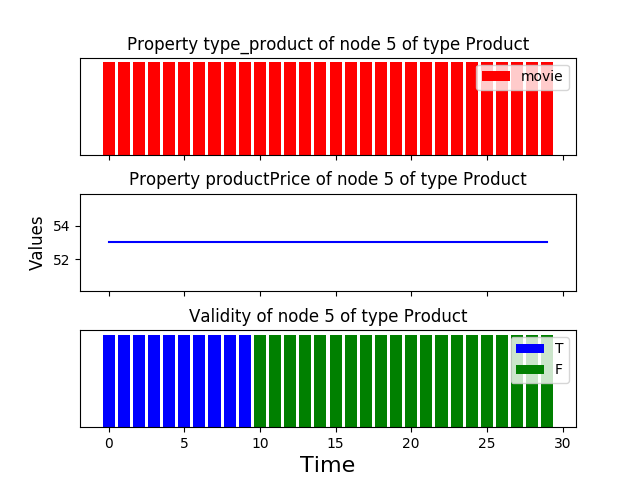 Property type_product of node 5 of type Product
movie
Property productPrice of node 5 of type Product
Values
54
52
Validity of node 5 of type Product
T
F
0 5 10 15 20 25 30
Time